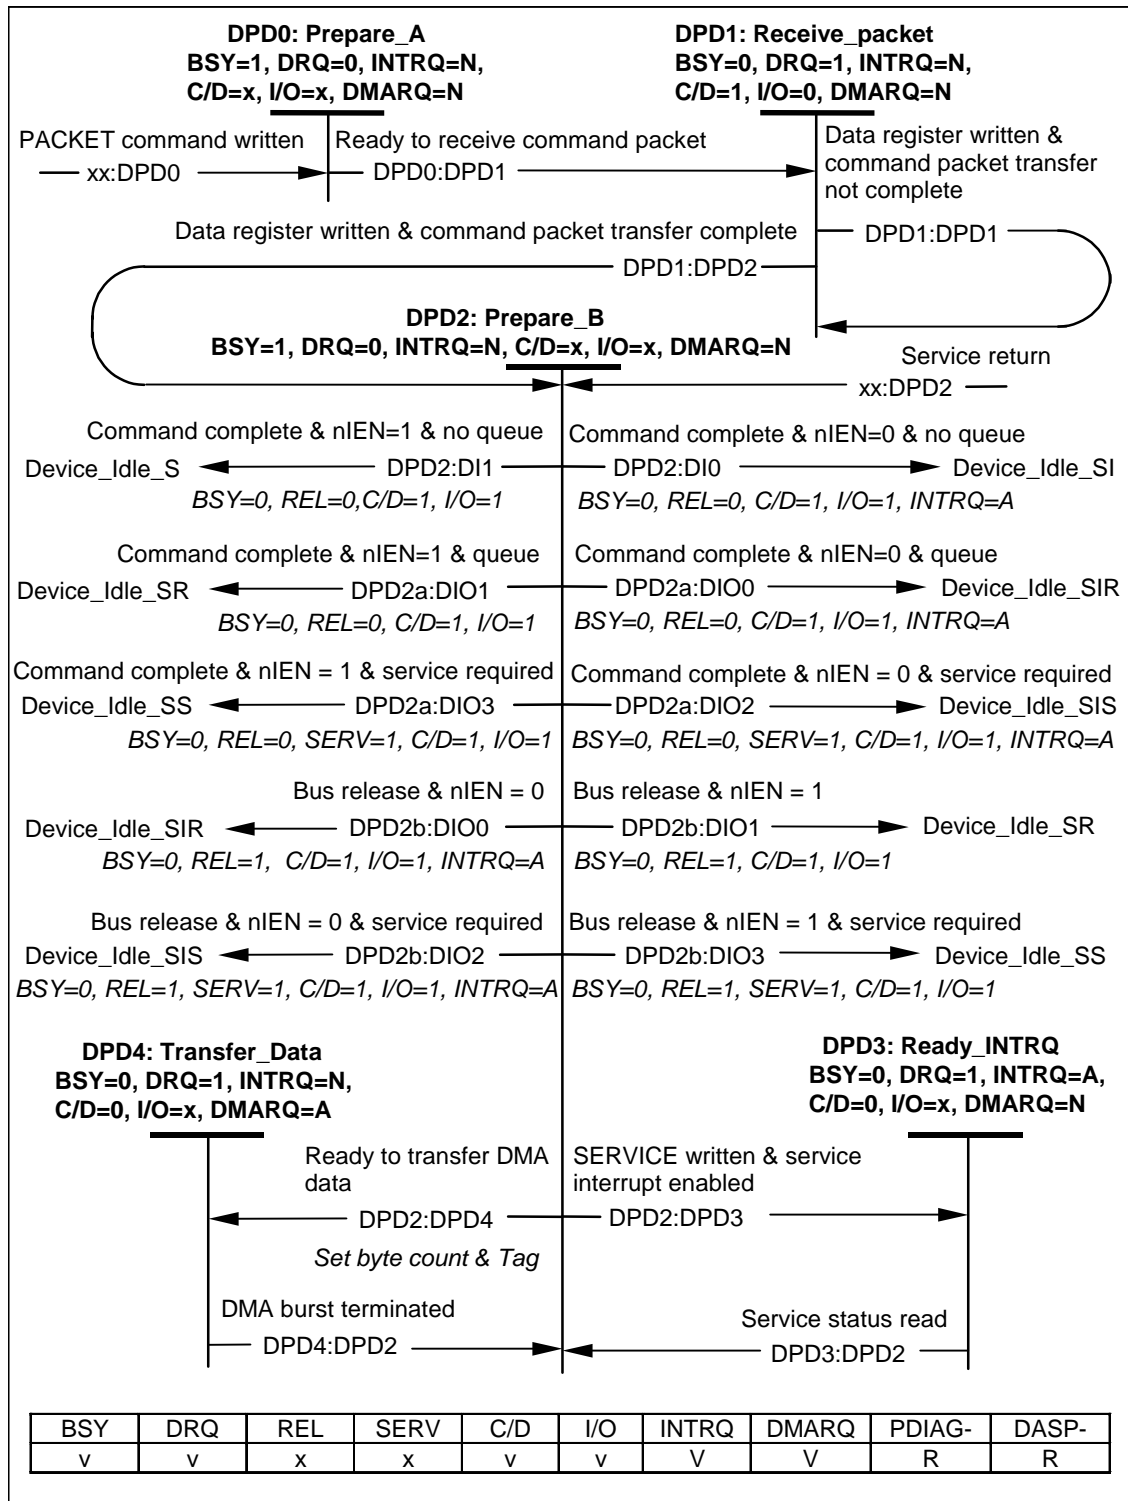 DPD0: Prepare_A
BSY=1, DRQ=0, INTRQ=N,
C/D=x, I/O=x, DMARQ=N
DPD1: Receive_packet
BSY=0, DRQ=1, INTRQ=N,
C/D=1, I/O=0, DMARQ=N
PACKET command written
xx:DPD0
Ready to receive command packet
DPD0:DPD1
Data register written &
command packet transfer
not complete
DPD1:DPD1
Data register written & command packet transfer complete
DPD1:DPD2
DPD2: Prepare_B
BSY=1, DRQ=0, INTRQ=N, C/D=x, I/O=x, DMARQ=N
Service return
xx:DPD2
Command complete & nIEN=1 & no queue
Device_Idle_S
DPD2:DI1
BSY=0, REL=0,C/D=1, I/O=1
Command complete & nIEN=0 & no queue
DPD2:DI0
Device_Idle_SI
BSY=0, REL=0, C/D=1, I/O=1, INTRQ=A
Command complete & nIEN=1 & queue
Device_Idle_SR
DPD2a:DIO1
BSY=0, REL=0, C/D=1, I/O=1
Command complete & nIEN=0 & queue
DPD2a:DIO0
Device_Idle_SIR
BSY=0, REL=0, C/D=1, I/O=1, INTRQ=A
Command complete & nIEN = 1 & service required
Device_Idle_SS
DPD2a:DIO3
BSY=0, REL=0, SERV=1, C/D=1, I/O=1
Command complete & nIEN = 0 & service required
DPD2a:DIO2
Device_Idle_SIS
BSY=0, REL=0, SERV=1, C/D=1, I/O=1, INTRQ=A
Bus release & nIEN = 0
Device_Idle_SIR
DPD2b:DIO0
BSY=0, REL=1, C/D=1, I/O=1, INTRQ=A
Bus release & nIEN = 1
DPD2b:DIO1
Device_Idle_SR
BSY=0, REL=1, C/D=1, I/O=1
Bus release & nIEN = 0 & service required
Device_Idle_SIS
DPD2b:DIO2
BSY=0, REL=1, SERV=1, C/D=1, I/O=1, INTRQ=A
Bus release & nIEN = 1 & service required
DPD2b:DIO3
Device_Idle_SS
BSY=0, REL=1, SERV=1, C/D=1, I/O=1
DPD4: Transfer_Data
BSY=0, DRQ=1, INTRQ=N,
C/D=0, I/O=x, DMARQ=A
DPD3: Ready_INTRQ
BSY=0, DRQ=1, INTRQ=A,
C/D=0, I/O=x, DMARQ=N
Ready to transfer DMA
data
DPD2:DPD4
Set byte count & Tag
SERVICE written & service
interrupt enabled
DPD2:DPD3
DMA burst terminated
DPD4:DPD2
Service status read
DPD3:DPD2
BSY DRQ REL SERV C/D I/O INTRQ DMARQ PDIAG- DASP-
v v x x v v V V R R